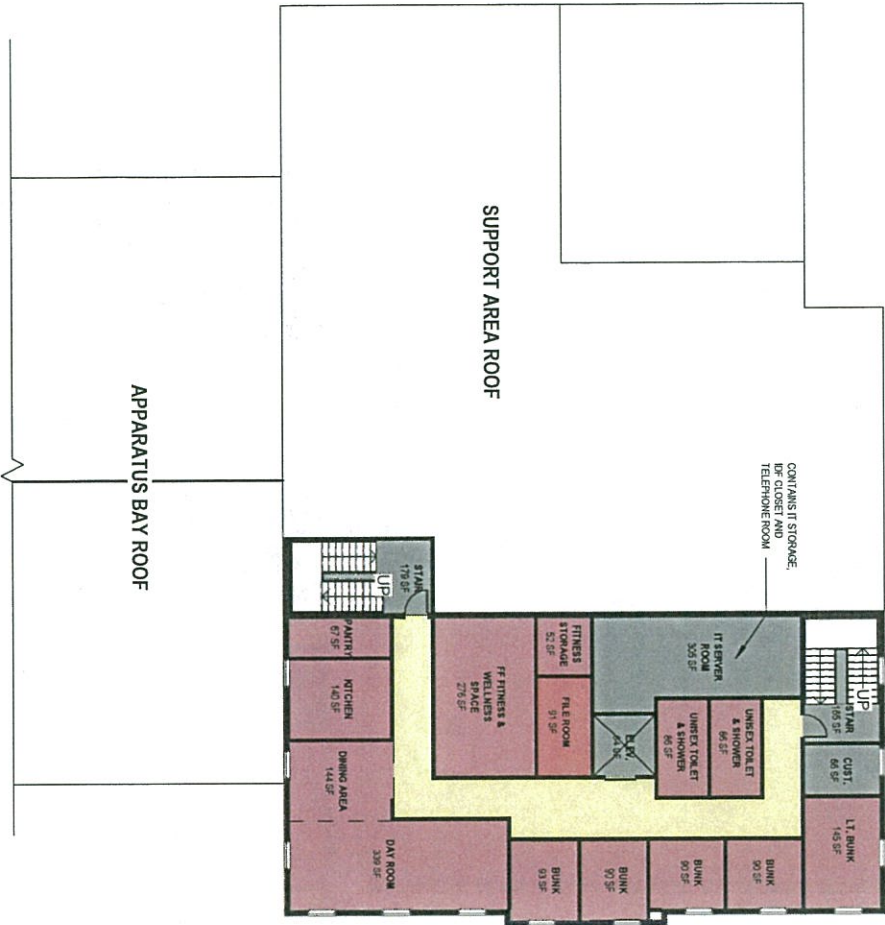 LT. BUNK
145 SF
BUNK
90 SF
BUNK
90 SF
BUNK
90 SF
BUNK
93 SF
DAY ROOM
339 SF
CUST.
66 SF
UP
STAIR
UNISEX TOILET
& SHOWER
86 SF
UNISEX TOILET
& SHOWER
86 SF
ELEV.
SF
FILE ROOM
91 SF
DINING AREA
144 SF
IT SERVER
ROOM
305 SF
FITNESS
STORAGE
52 SF
FF FITNESS &
WELLNESS
SPACE
276 SF
KITCHEN
140 SF
PANTRY
67 SF
STAIR
179 SF
UP
CONTAINS IT STORAGE,
IDF CLOSET AND
TELEPHONE ROOM
SUPPORT AREA ROOF
APPARATUS BAY ROOF